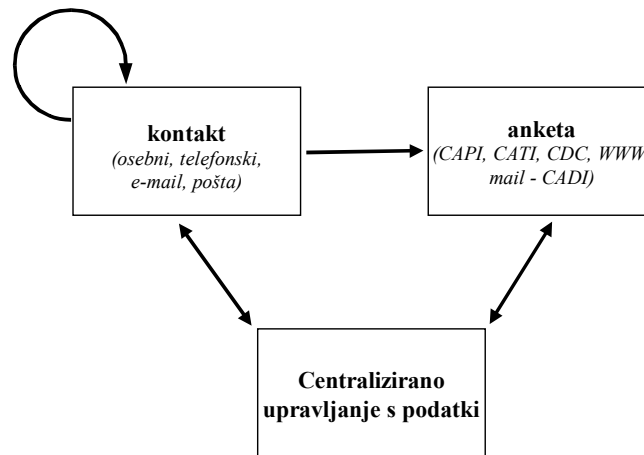 kontakt
(osebni, telefonski,
e-mail, pošta)
anketa
(CAPI, CATI, CDC, WWW
mail - CADI)
Centralizirano
upravljanje s podatki